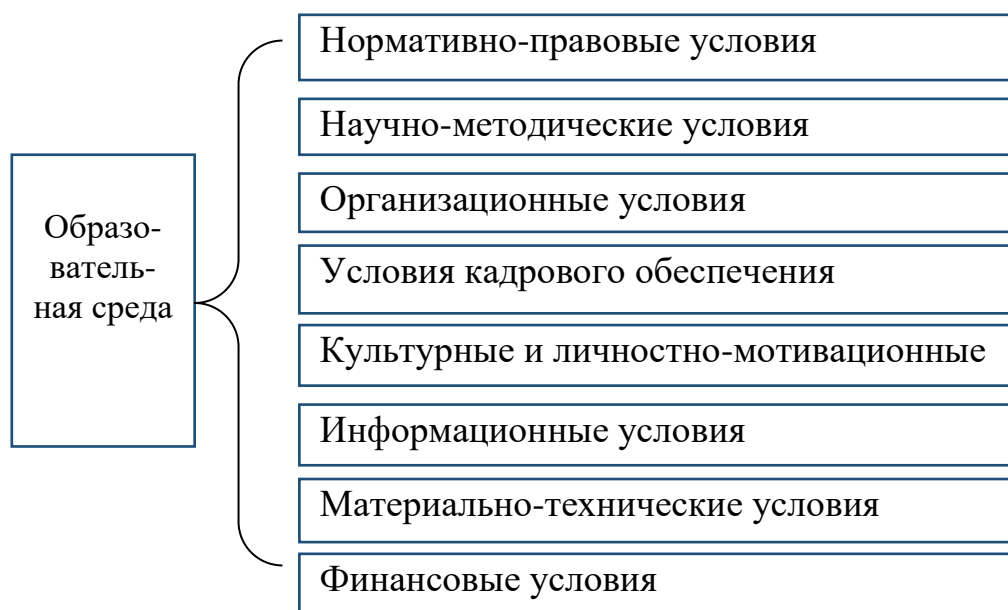 Образо-
ватель-
ная среда
Нормативно-правовые условия
Научно-методические условия
Организационные условия
Условия кадрового обеспечения
Культурные и личностно-мотивационные
Информационные условия
Материально-технические условия
Финансовые условия